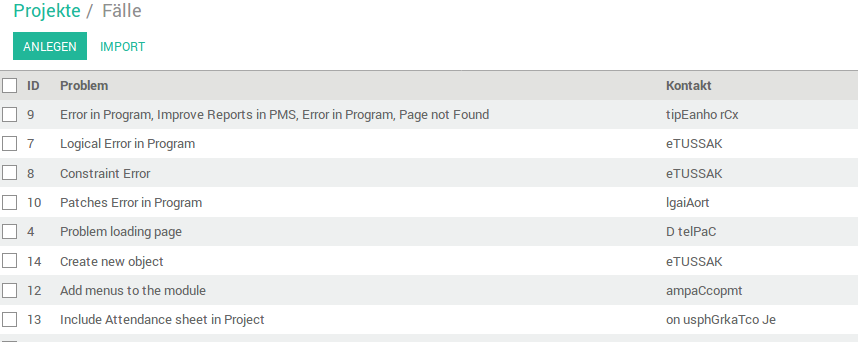 Projekte / Fälle
ANLEGEN IMPORT
ID Problem Kontakt
9 Error in Program, Improve Reports in PMS, Error in Program, Page not Found tipEanho rCx
7 Logical Error in Program eTUSSAK
8 Constraint Error eTUSSAK
10 Patches Error in Program lgaiAort
4 Problem loading page D telPaC
14 Create new object eTUSSAK
12 Add menus to the module ampaCcopmt
13 Include Attendance sheet in Project on usphGrkaTco Je